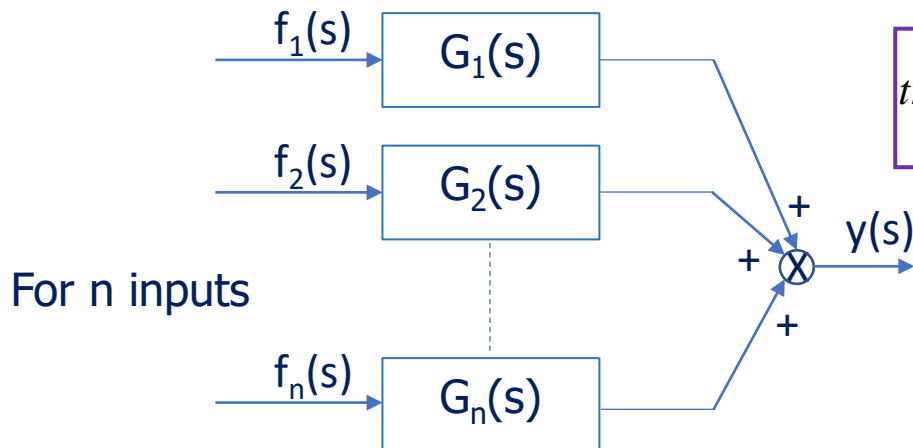 f₁(s)
G₁(s)
f₂(s)
G₂(s)
+
+
y(s)
X
For n inputs
+
fₙ(s)
Gₙ(s)